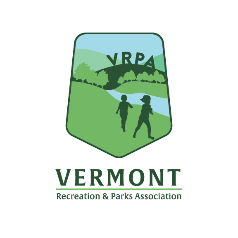 VRPA
VERMONT
Recreation & Parks Association